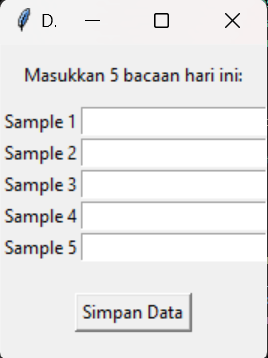 D.
Masukkan 5 bacaan hari ini:
Sample 1
Sample 2
Sample 3
Sample 4
Sample 5
Simpan Data